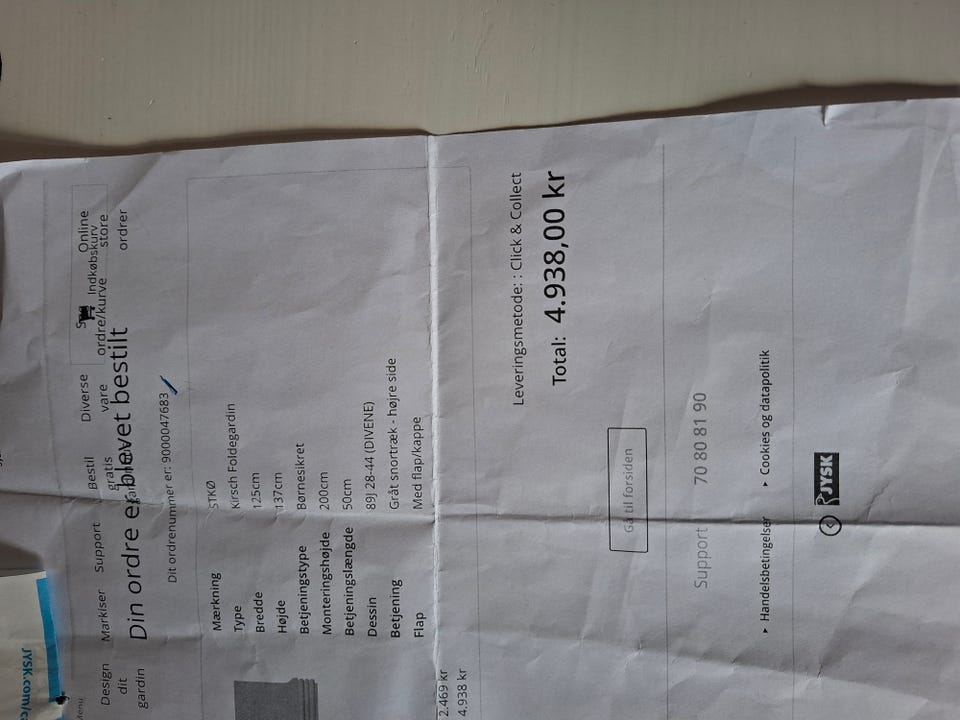 JYSK.com/c
Menu
Design dit gardin
Markiser
Support
Bestil gratis
Diverse vare
ordre/kurve
Indkøbskurv
Online store ordrer
Din ordre er blevet bestilt
Dit ordrenummer er: 9000047683
Mærkning STKØ
Type Kirsch Foldegardin
Bredde 125cm
Højde 137cm
Betjeningstype Børnesikret
Monteringshøjde 200cm
Betjeningslængde 50cm
Dessin 89J 28-44 (DIVENE)
Betjening Gråt snortræk - højre side
Flap Med flap/kappe
2.469 kr
4.938 kr
Leveringsmetode: : Click & Collect
Total: 4.938,00 kr
Gå til forsiden
Support 70 80 81 90
▸ Handelsbetingelser ▸ Cookies og datapolitik
JYSK